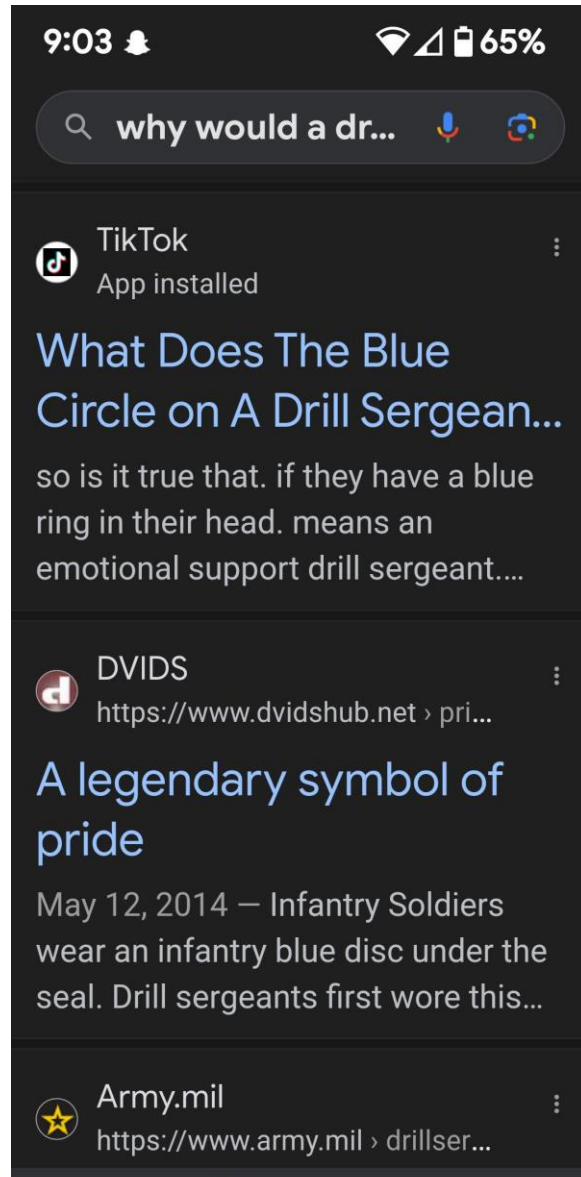 9:03 65%
why would a dr...
TikTok
App installed
What Does The Blue
Circle on A Drill Sergean...
so is it true that. if they have a blue
ring in their head. means an
emotional support drill sergeant....
DVIDS
https://www.dvidshub.net › pri...
A legendary symbol of
pride
May 12, 2014 — Infantry Soldiers
wear an infantry blue disc under the
seal. Drill sergeants first wore this...
Army.mil
https://www.army.mil › drillser...